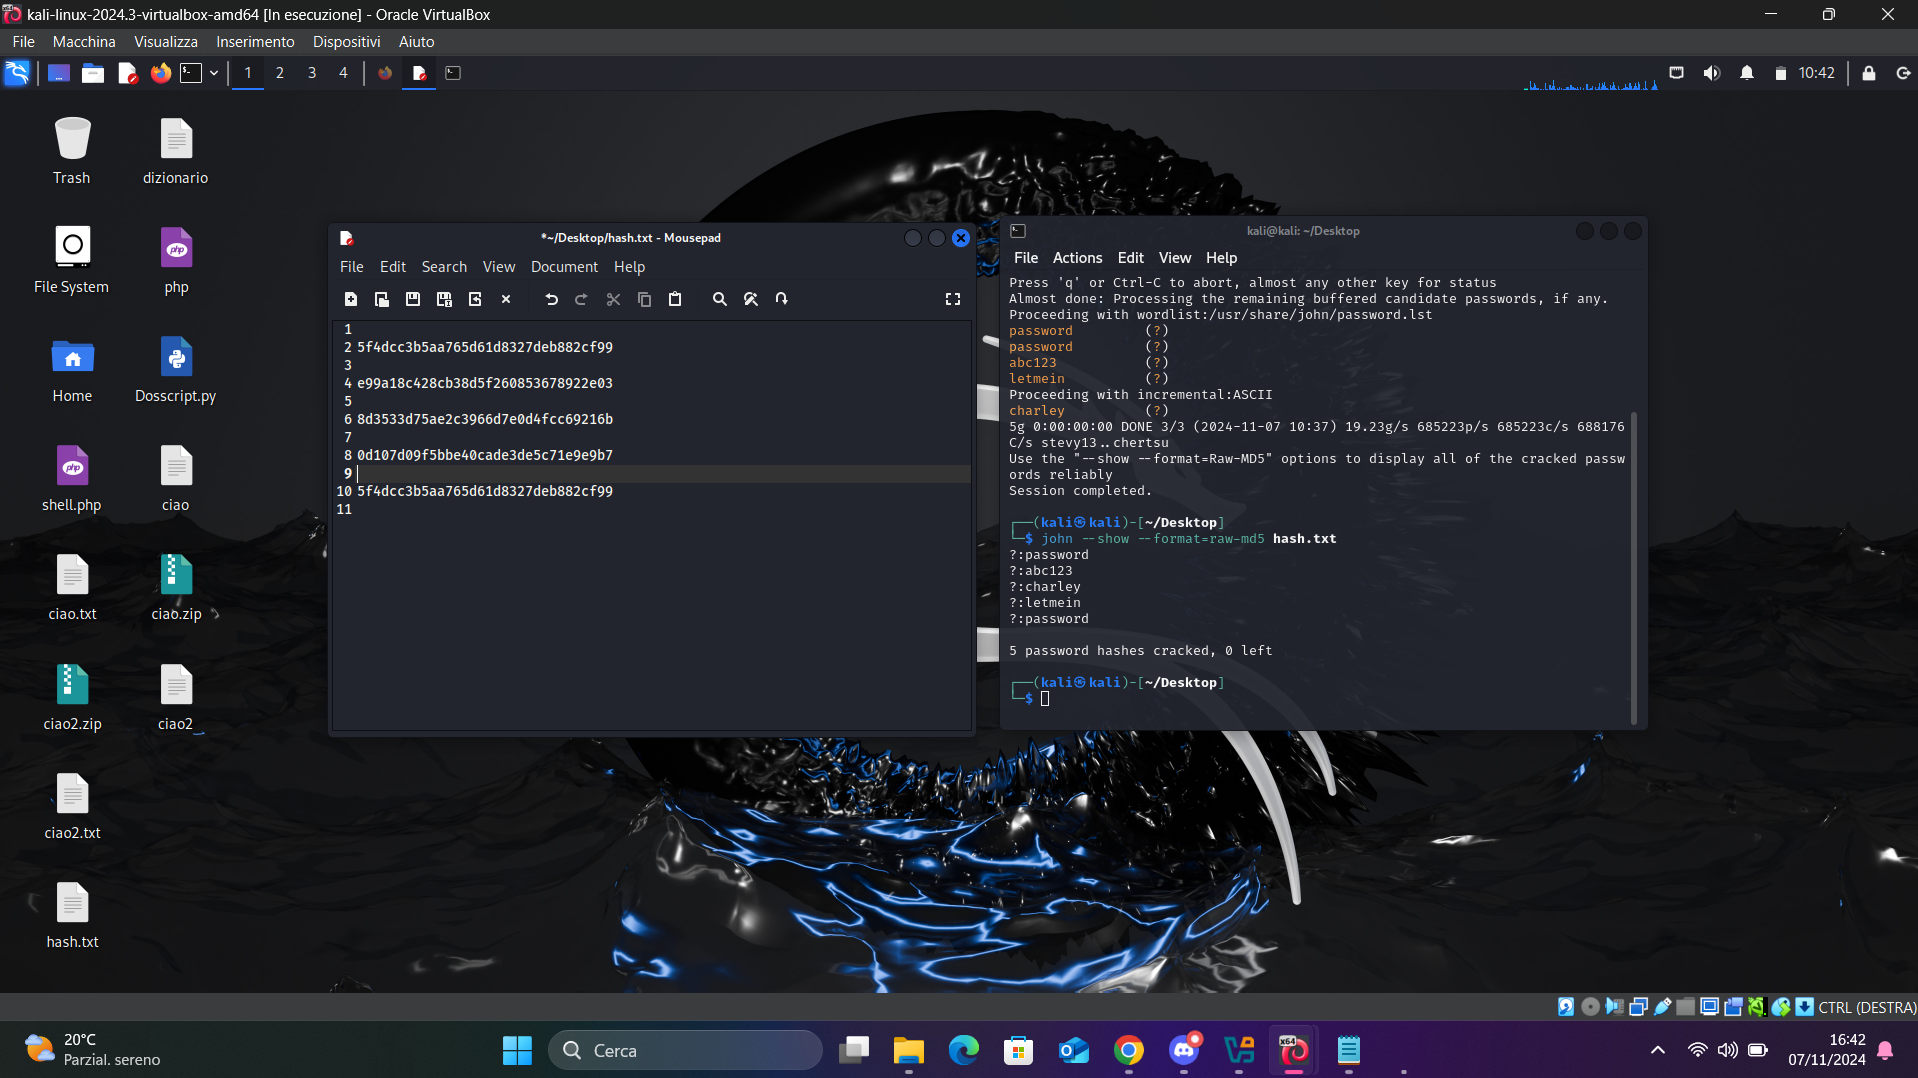 kali-linux-2024.3-virtualbox-amd64 [In esecuzione] - Oracle VirtualBox
File Macchina Visualizza Inserimento Dispositivi Aiuto
1 2 3 4
10:42
Trash
dizionario
File System
php
Home
Dosscript.py
shell.php
ciao
ciao.txt
ciao.zip
ciao2.zip
ciao2
ciao2.txt
hash.txt
*~/Desktop/hash.txt - Mousepad
File Edit Search View Document Help
1
2 5f4dcc3b5aa765d61d8327deb882cf99
3
4 e99a18c428cb38d5f260853678922e03
5
6 8d3533d75ae2c3966d7e0d4fcc69216b
7
8 0d107d09f5bbe40cade3de5c71e9e9b7
9
10 5f4dcc3b5aa765d61d8327deb882cf99
11
kali@kali: ~/Desktop
File Actions Edit View Help
Press 'q' or Ctrl-C to abort, almost any other key for status
Almost done: Processing the remaining buffered candidate passwords, if any.
Proceeding with wordlist:/usr/share/john/password.lst
password (?)
password (?)
abc123 (?)
letmein (?)
Proceeding with incremental:ASCII
charley (?)
5g 0:00:00:00 DONE 3/3 (2024-11-07 10:37) 19.23g/s 685223p/s 685223c/s 688176
C/s stevy13..chertsu
Use the "--show --format=Raw-MD5" options to display all of the cracked passw
ords reliably
Session completed.
┌──(kali㉿kali)-[~/Desktop]
└─$ john --show --format=raw-md5 hash.txt
?:password
?:abc123
?:charley
?:letmein
?:password
5 password hashes cracked, 0 left
┌──(kali㉿kali)-[~/Desktop]
└─$
CTRL (DESTRA)
20°C
Parzial. sereno
Cerca
x64
16:42
07/11/2024